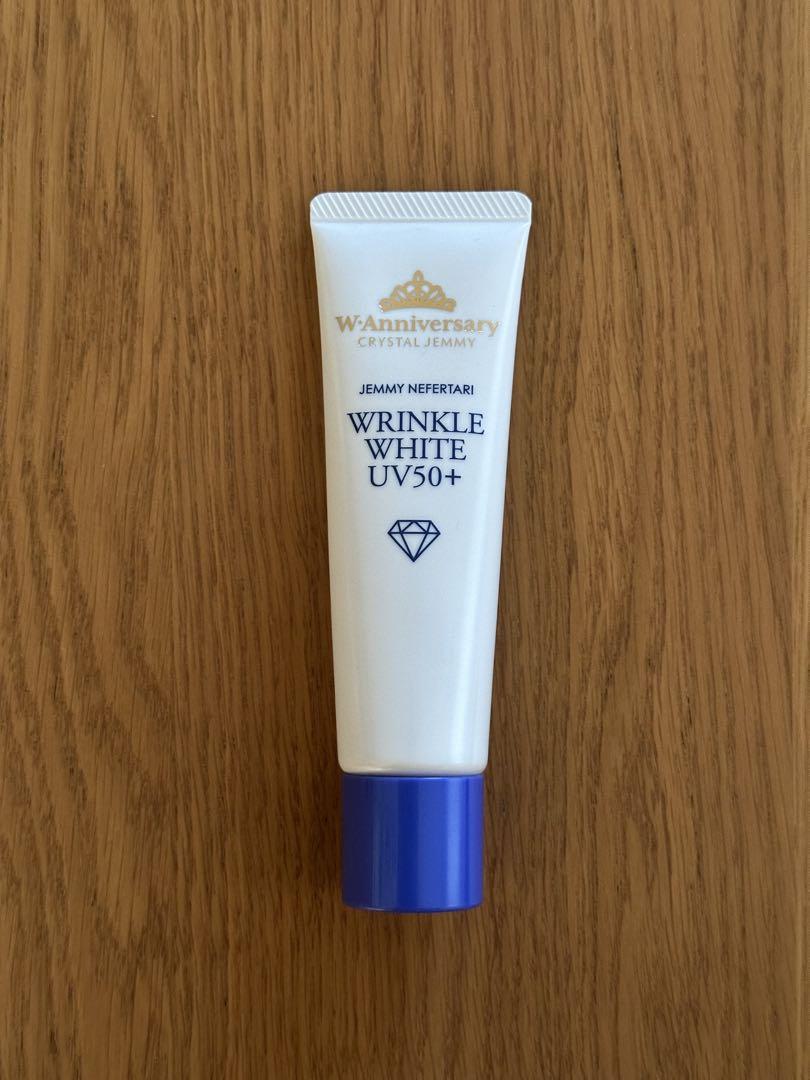 W·Anniversary
CRYSTAL JEMMY
JEMMY NEFERTARI
WRINKLE
WHITE
UV50+